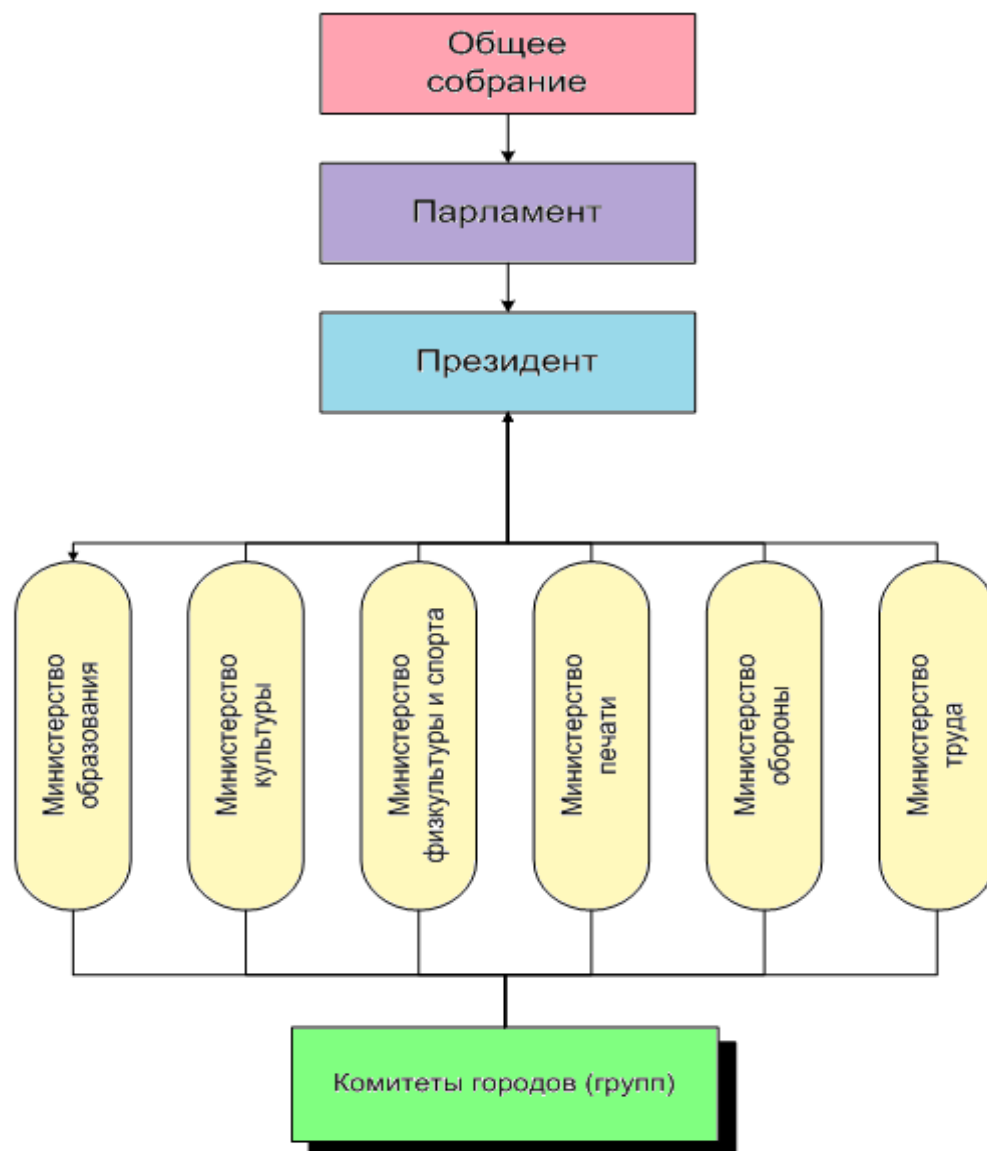 Общее
собрание
Парламент
Президент
Министерство
образования
Министерство
культуры
Министерство
физкультуры и спорта
Министерство
печати
Министерство
обороны
Министерство
труда
Комитеты городов (групп)